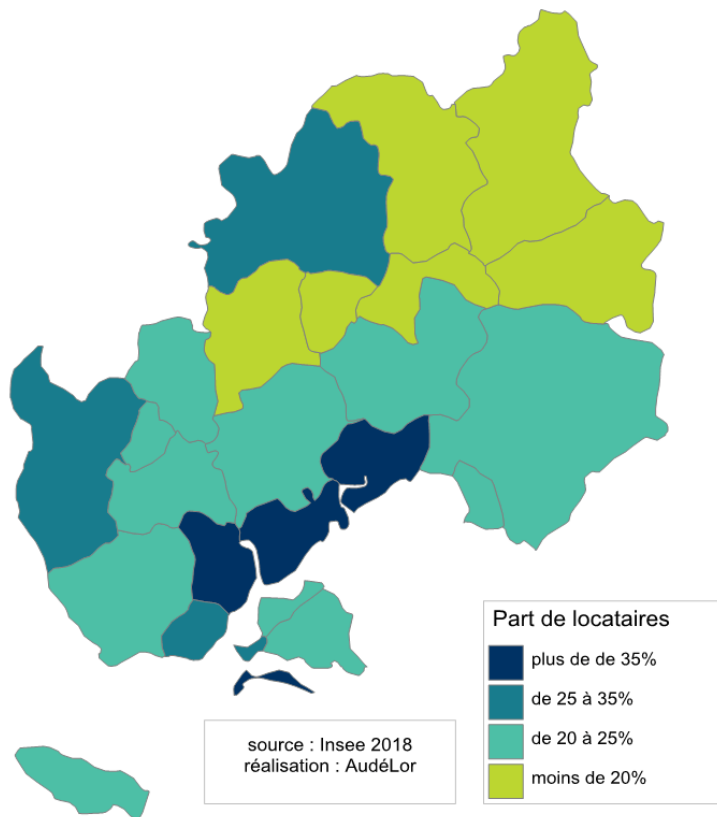 Part de locataires
plus de de 35%
de 25 à 35%
de 20 à 25%
moins de 20%
source : Insee 2018
réalisation : AudéLor